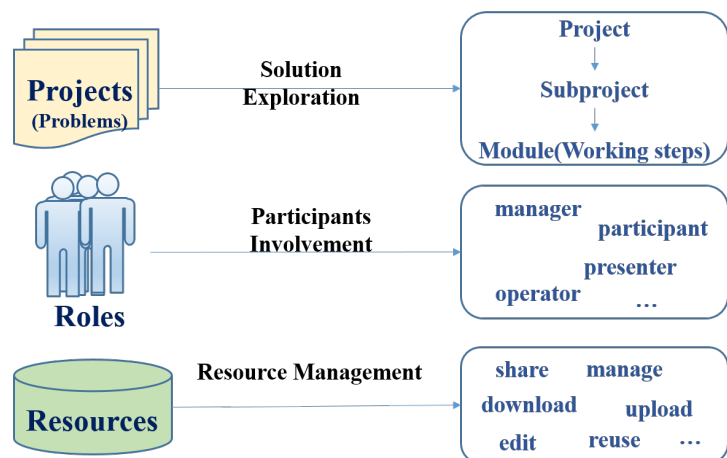 Projects
(Problems)
Solution
Exploration
Project
Subproject
Module(Working steps)
Roles
Participants
Involvement
manager
participant
presenter
operator
…
Resources
Resource Management
share manage
download upload
edit reuse …